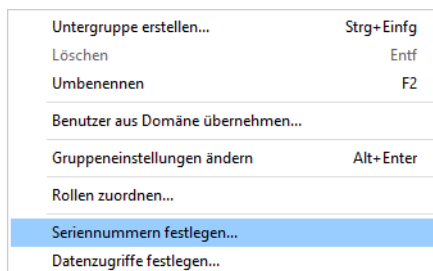 Untergruppe erstellen... Strg+Einfg
Löschen Entf
Umbenennen F2
Benutzer aus Domäne übernehmen...
Gruppeneinstellungen ändern Alt+Enter
Rollen zuordnen...
Seriennummern festlegen...
Datenzugriffe festlegen...